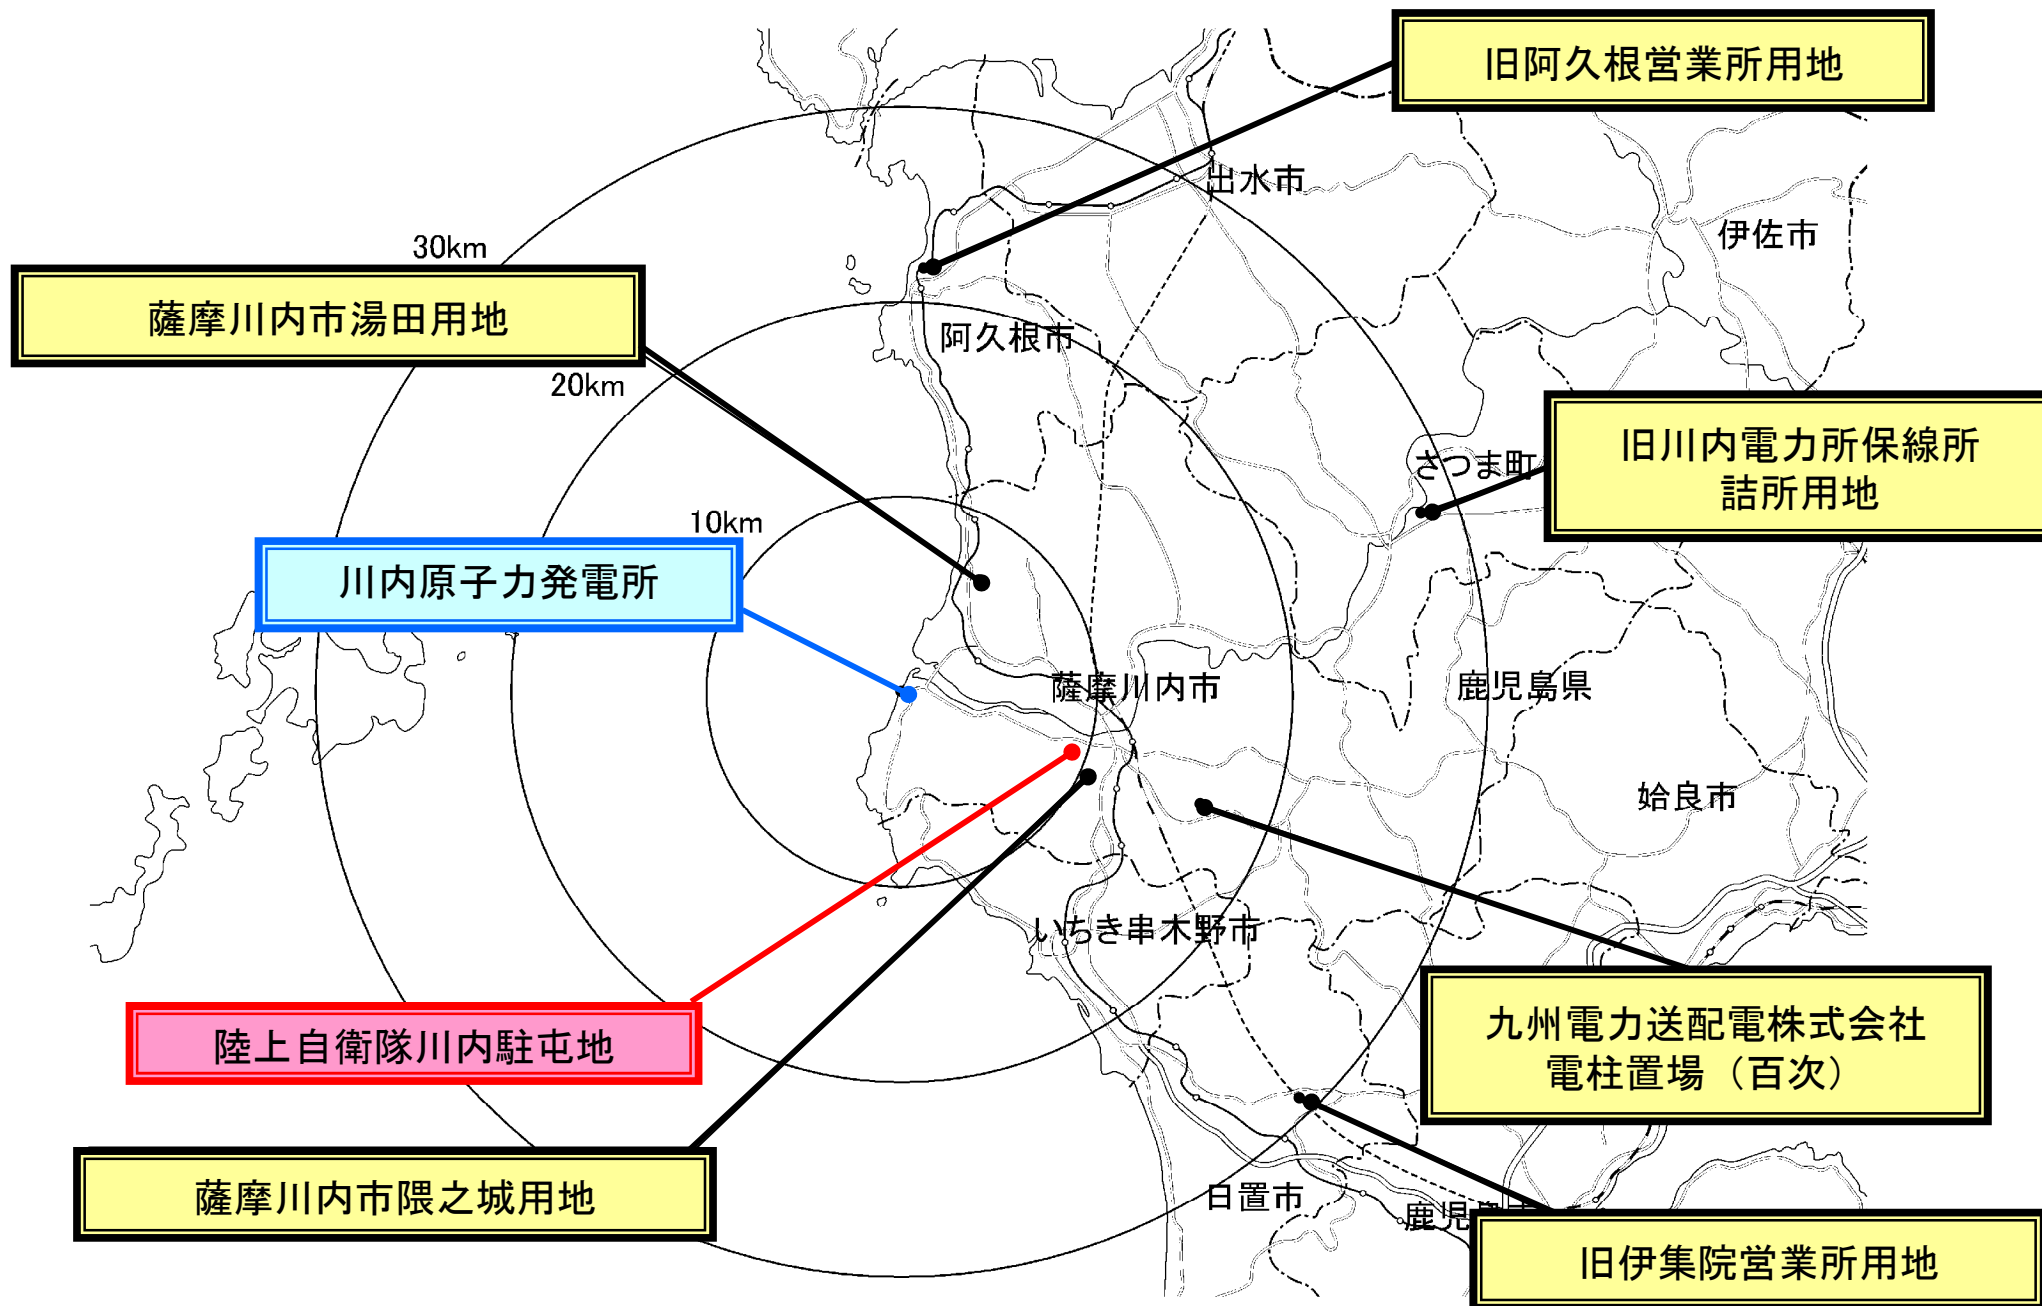 旧阿久根営業所用地
出水市
伊佐市
30km
薩摩川内市湯田用地
阿久根市
20km
旧川内電力所保線所
詰所用地
さつま町
10km
川内原子力発電所
薩摩川内市
鹿児島県
姶良市
いちき串木野市
九州電力送配電株式会社
電柱置場（百次）
陸上自衛隊川内駐屯地
薩摩川内市隈之城用地
日置市
鹿児島市
旧伊集院営業所用地